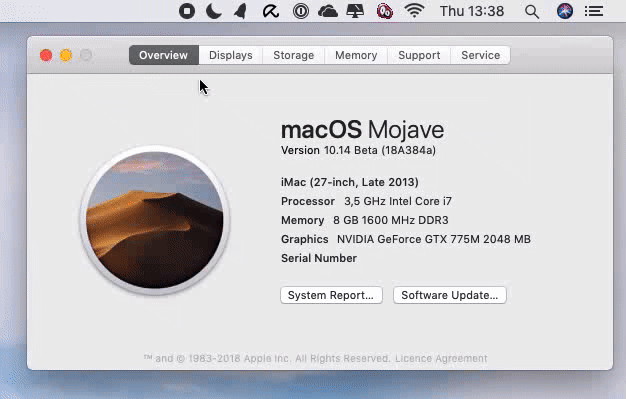 Thu 13:38
Overview Displays Storage Memory Support Service
macOS Mojave
Version 10.14 Beta (18A384a)
iMac (27-inch, Late 2013)
Processor 3,5 GHz Intel Core i7
Memory 8 GB 1600 MHz DDR3
Graphics NVIDIA GeForce GTX 775M 2048 MB
Serial Number
System Report... Software Update...
™ and © 1983-2018 Apple Inc. All Rights Reserved. Licence Agreement